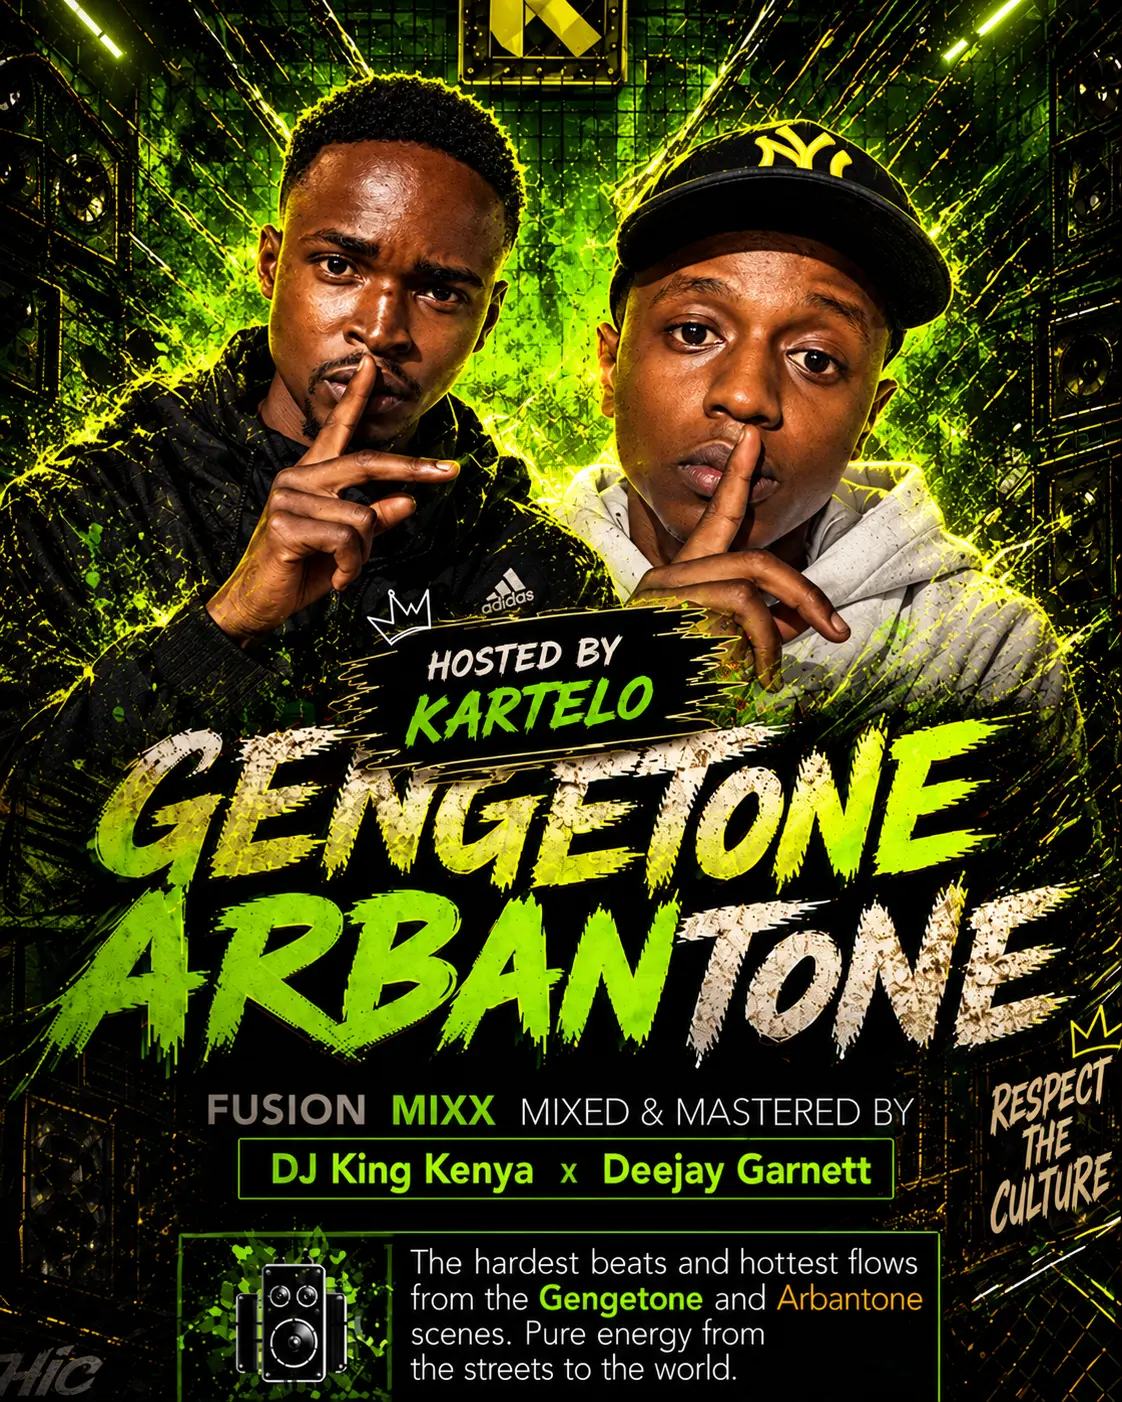 K
NY
adidas
HOSTED BY
KARTELO
GENGETONE
ARBANTONE
FUSION MIXX MIXED & MASTERED BY
DJ King Kenya x Deejay Garnett
RESPECT
THE
CULTURE
The hardest beats and hottest flows
from the Gengetone and Arbantone
scenes. Pure energy from
the streets to the world.
Hic